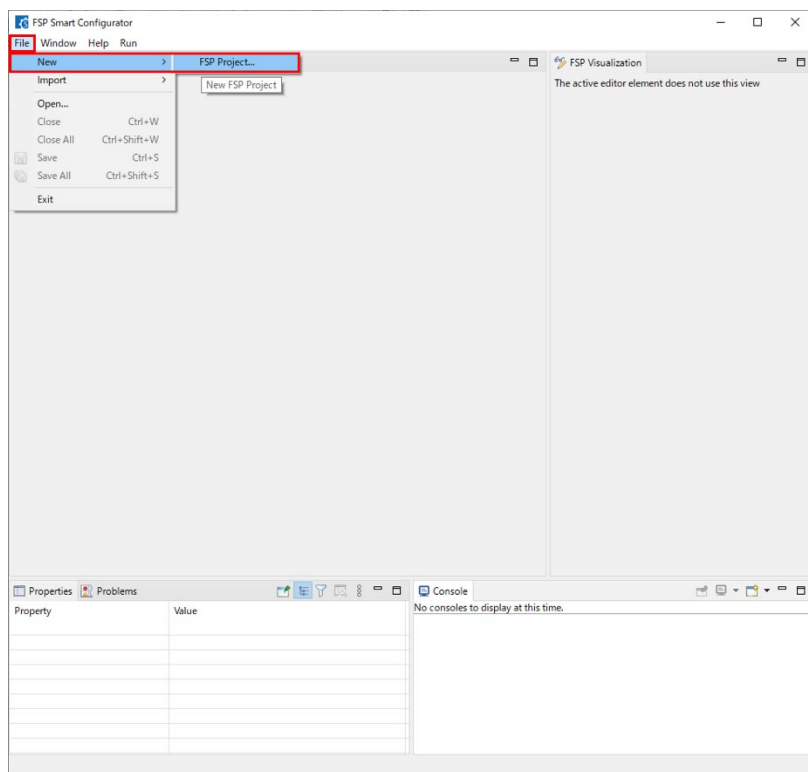 FSP Smart Configurator
File Window Help Run
New > FSP Project...
New FSP Project
Import >
Open...
Close Ctrl+W
Close All Ctrl+Shift+W
Save Ctrl+S
Save All Ctrl+Shift+S
Exit
FSP Visualization
The active editor element does not use this view
Properties Problems
Property Value
Console
No consoles to display at this time.